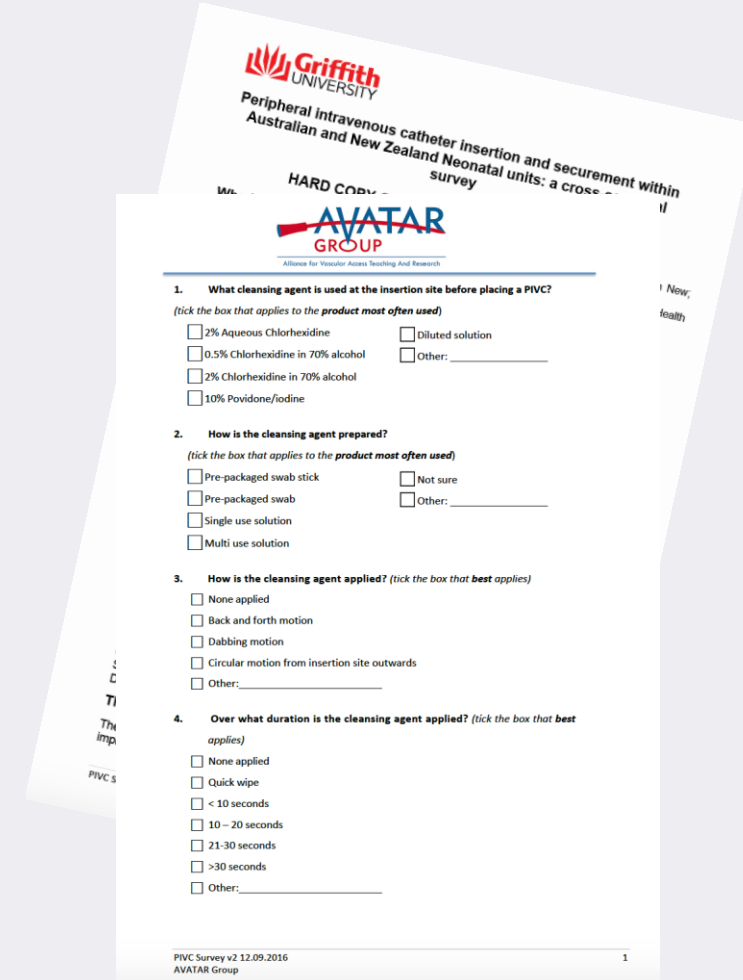 Griffith
UNIVERSITY
Peripheral intravenous catheter insertion and securement within
Australian and New Zealand Neonatal units: a cross
survey
HARD COPY
New;
Health
AVATAR
GROUP
Alliance for Vascular Access Teaching And Research
1. What cleansing agent is used at the insertion site before placing a PIVC?
(tick the box that applies to the product most often used)
2% Aqueous Chlorhexidine
Diluted solution
0.5% Chlorhexidine in 70% alcohol
Other: _______________
2% Chlorhexidine in 70% alcohol
10% Povidone/iodine
2. How is the cleansing agent prepared?
(tick the box that applies to the product most often used)
Pre-packaged swab stick
Not sure
Pre-packaged swab
Other: _______________
Single use solution
Multi use solution
3. How is the cleansing agent applied? (tick the box that best applies)
None applied
Back and forth motion
Dabbing motion
Circular motion from insertion site outwards
Other:______________________
4. Over what duration is the cleansing agent applied? (tick the box that best
applies)
None applied
Quick wipe
< 10 seconds
10 – 20 seconds
21-30 seconds
>30 seconds
Other:______________________
The
PIVC S
PIVC Survey v2 12.09.2016 1
AVATAR Group